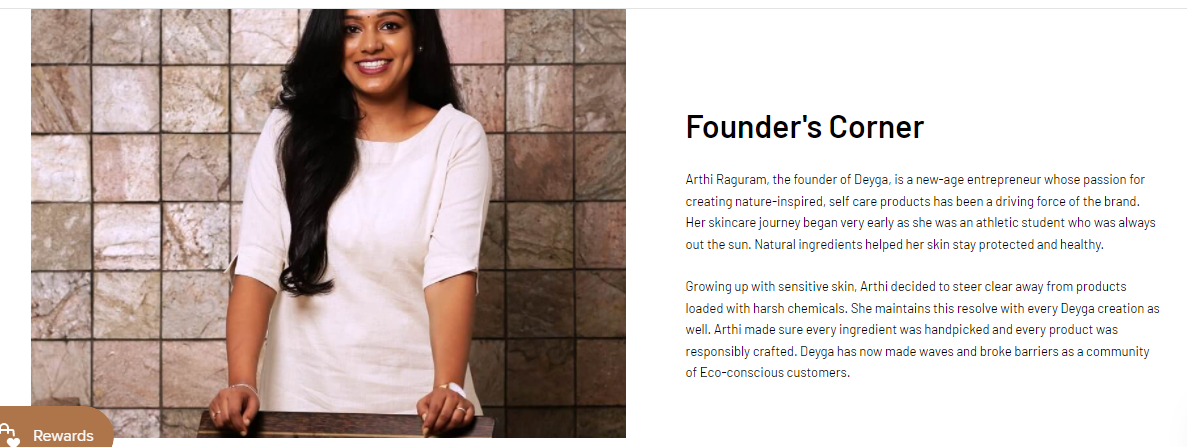 Founder's Corner
Arthi Raguram, the founder of Deyga, is a new-age entrepreneur whose passion for
creating nature-inspired, self care products has been a driving force of the brand.
Her skincare journey began very early as she was an athletic student who was always
out the sun. Natural ingredients helped her skin stay protected and healthy.
Growing up with sensitive skin, Arthi decided to steer clear away from products
loaded with harsh chemicals. She maintains this resolve with every Deyga creation as
well. Arthi made sure every ingredient was handpicked and every product was
responsibly crafted. Deyga has now made waves and broke barriers as a community
of Eco-conscious customers.
Rewards